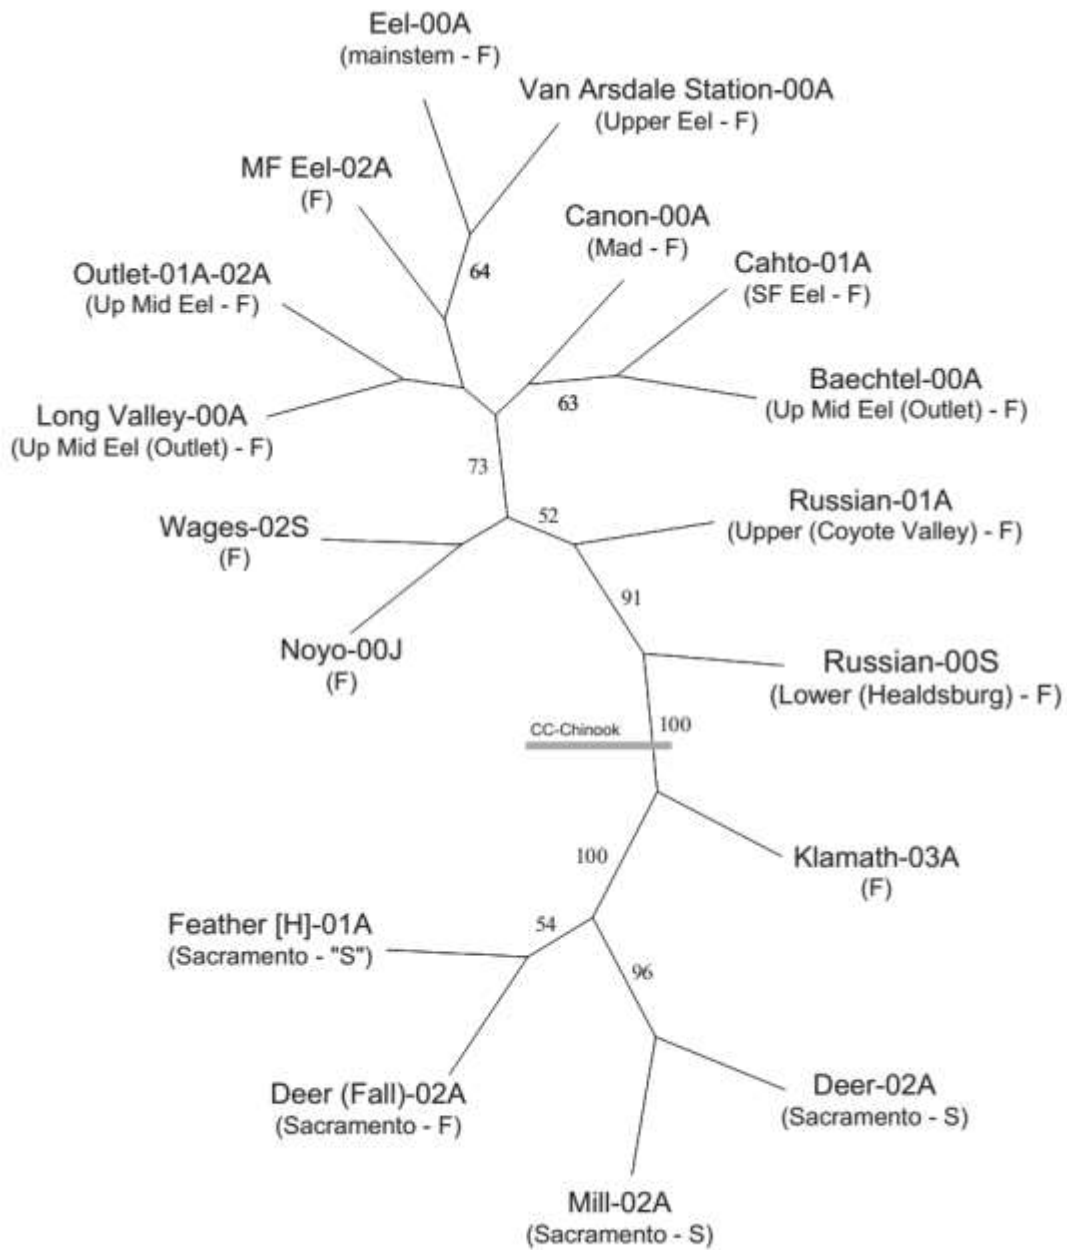 Eel-00A
(mainstem - F)
Van Arsdale Station-00A
(Upper Eel - F)
MF Eel-02A
(F)
Canon-00A
(Mad - F)
Cahto-01A
(SF Eel - F)
Outlet-01A-02A
(Up Mid Eel - F)
64
Baechtel-00A
(Up Mid Eel (Outlet) - F)
63
Long Valley-00A
(Up Mid Eel (Outlet) - F)
73
Russian-01A
(Upper (Coyote Valley) - F)
52
Wages-02S
(F)
91
Noyo-00J
(F)
Russian-00S
(Lower (Healdsburg) - F)
100
CC-Chinook
Klamath-03A
(F)
100
Feather [H]-01A
(Sacramento - "S")
54
96
Deer (Fall)-02A
(Sacramento - F)
Deer-02A
(Sacramento - S)
Mill-02A
(Sacramento - S)